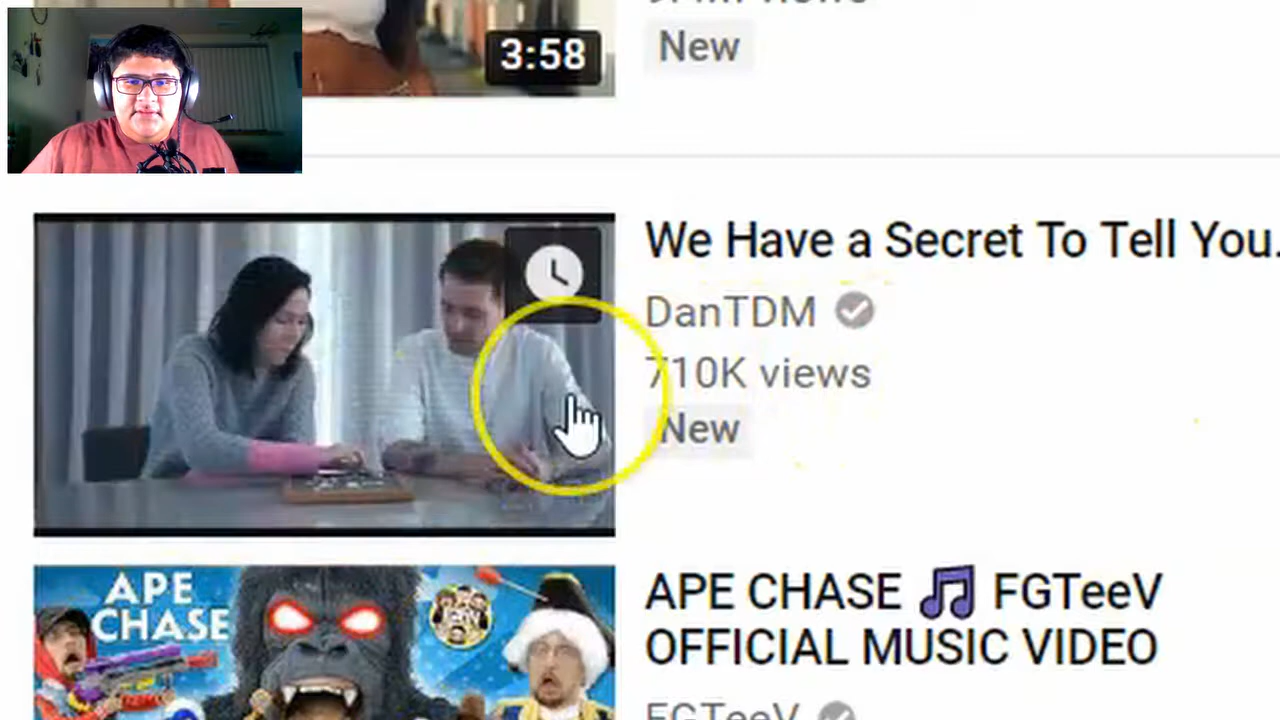 3:58
New
We Have a Secret To Tell You.
DanTDM
710K views
New
APE CHASE
APE CHASE 🎵 FGTeeV
OFFICIAL MUSIC VIDEO
FGTeeV